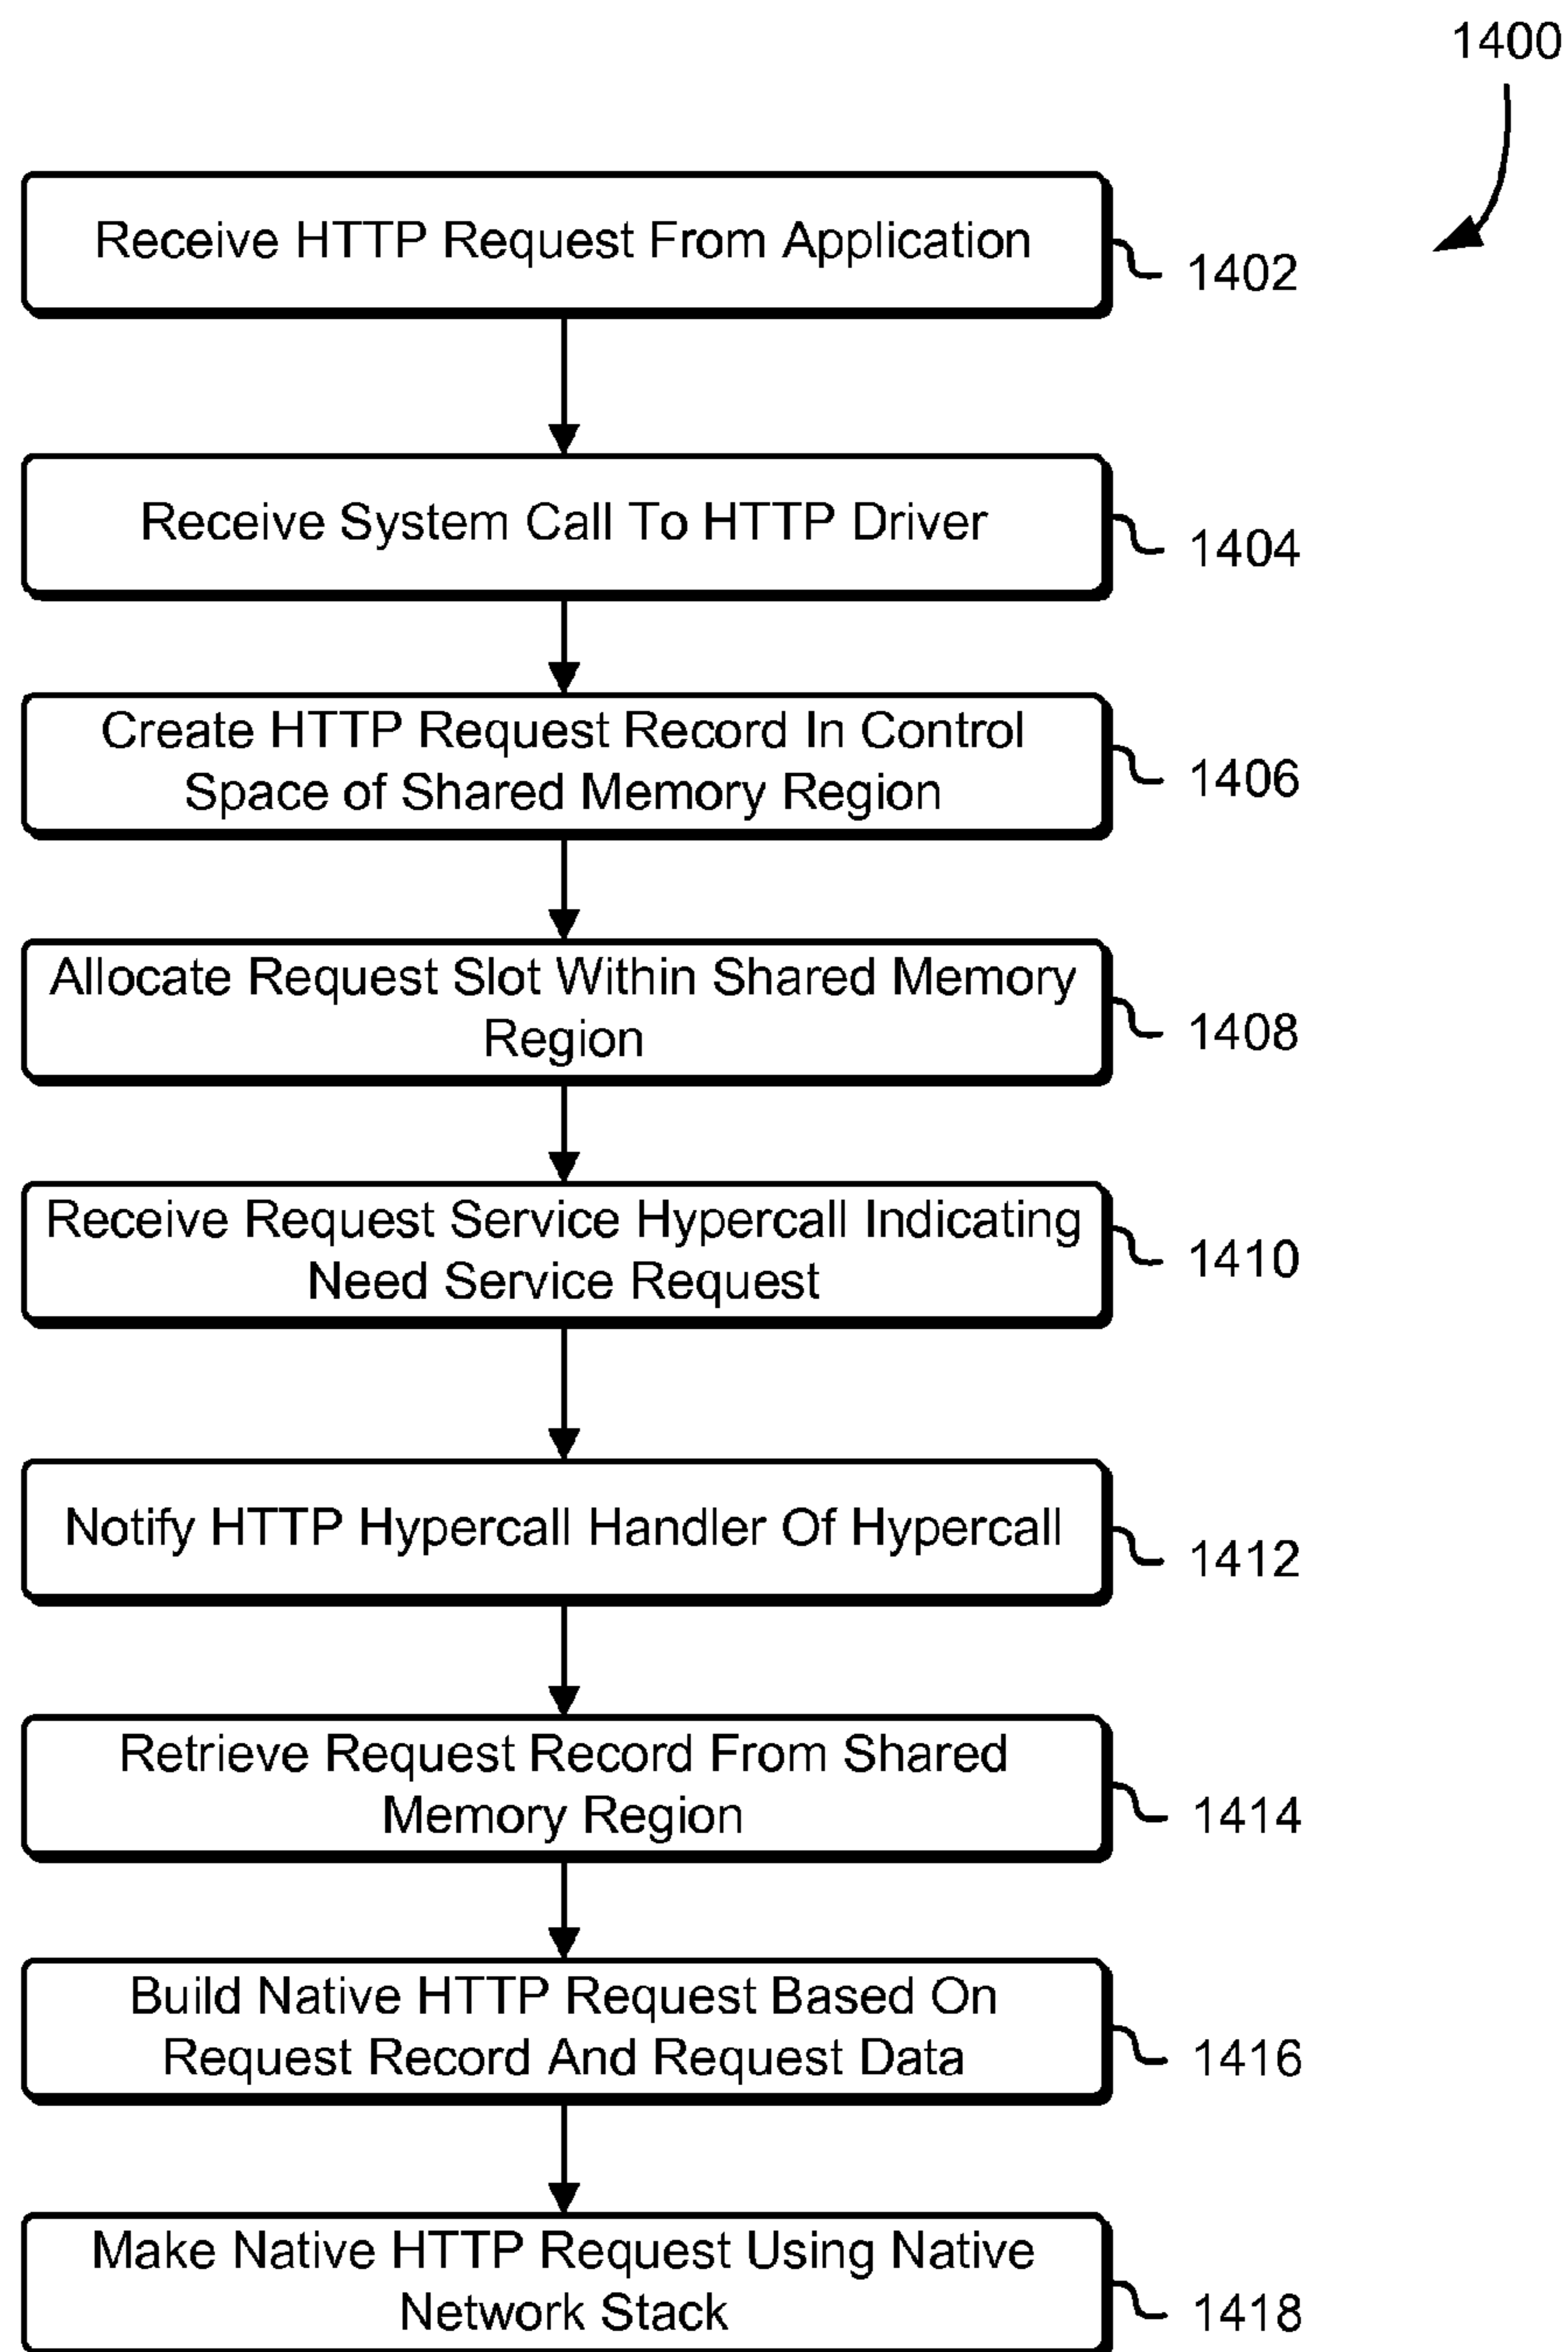 1400
Receive HTTP Request From Application
1402
Receive System Call To HTTP Driver
1404
Create HTTP Request Record In Control
Space of Shared Memory Region
1406
Allocate Request Slot Within Shared Memory
Region
1408
Receive Request Service Hypercall Indicating
Need Service Request
1410
Notify HTTP Hypercall Handler Of Hypercall
1412
Retrieve Request Record From Shared
Memory Region
1414
Build Native HTTP Request Based On
Request Record And Request Data
1416
Make Native HTTP Request Using Native
Network Stack
1418